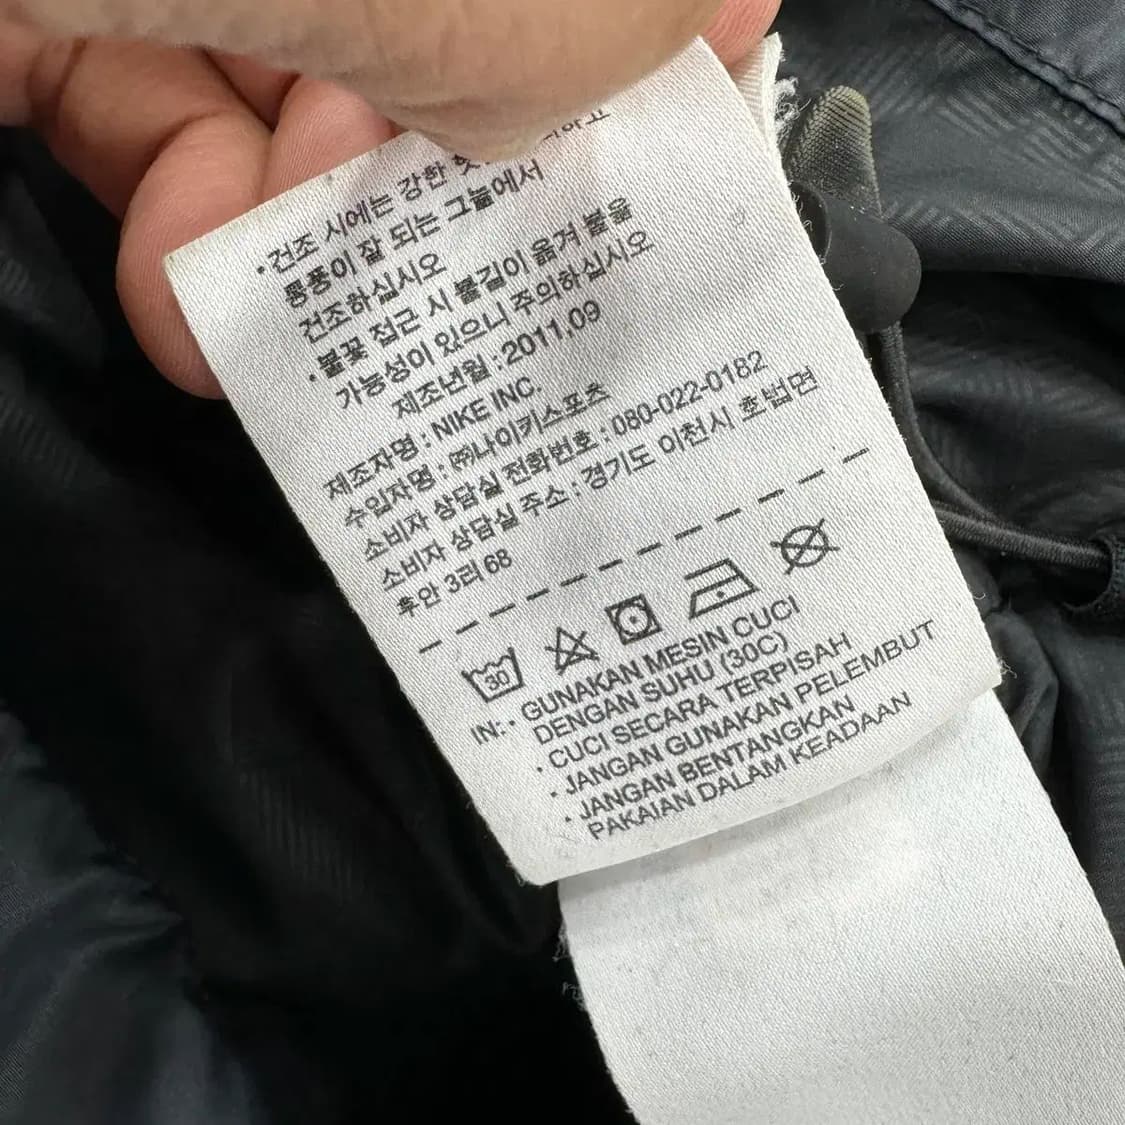 •건조 시에는 강한
통풍이 잘 되는 그늘에서
건조하십시오
•불꽃 접근 시 불길이 옮겨 붙을
가능성이 있으니 주의하십시오
제조년월 : 2011.09
제조자명 : NIKE INC.
수입자명 : ㈜나이키스포츠
소비자 상담실 전화번호 : 080-022-0182
소비자 상담실 주소 : 경기도 이천시 호법면
후안 3리 68
30
IN: • GUNAKAN MESIN CUCI
DENGAN SUHU (30C)
• CUCI SECARA TERPISAH
• JANGAN GUNAKAN PELEMBUT
• JANGAN BENTANGKAN
PAKAIAN DALAM KEADAAN